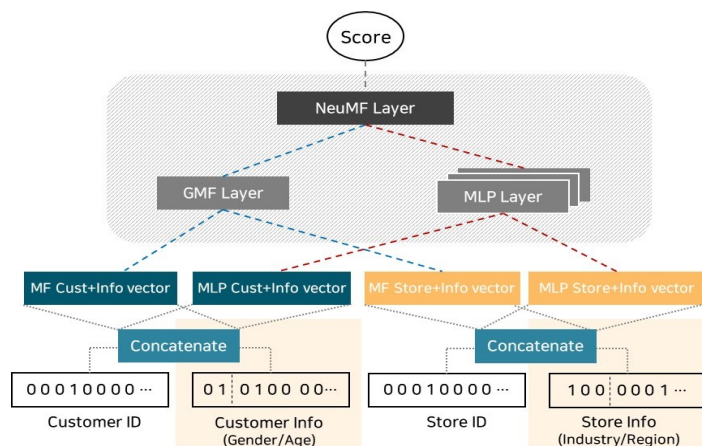 Score
NeuMF Layer
GMF Layer
MLP Layer
MF Cust+Info vector
MLP Cust+Info vector
MF Store+Info vector
MLP Store+Info vector
Concatenate
Concatenate
0 0 0 1 0 0 0 0 ...
0 1 0 1 0 0 0 0 ...
0 0 0 1 0 0 0 0 ...
1 0 0 0 0 0 1 ...
Customer ID
Customer Info
(Gender/Age)
Store ID
Store Info
(Industry/Region)